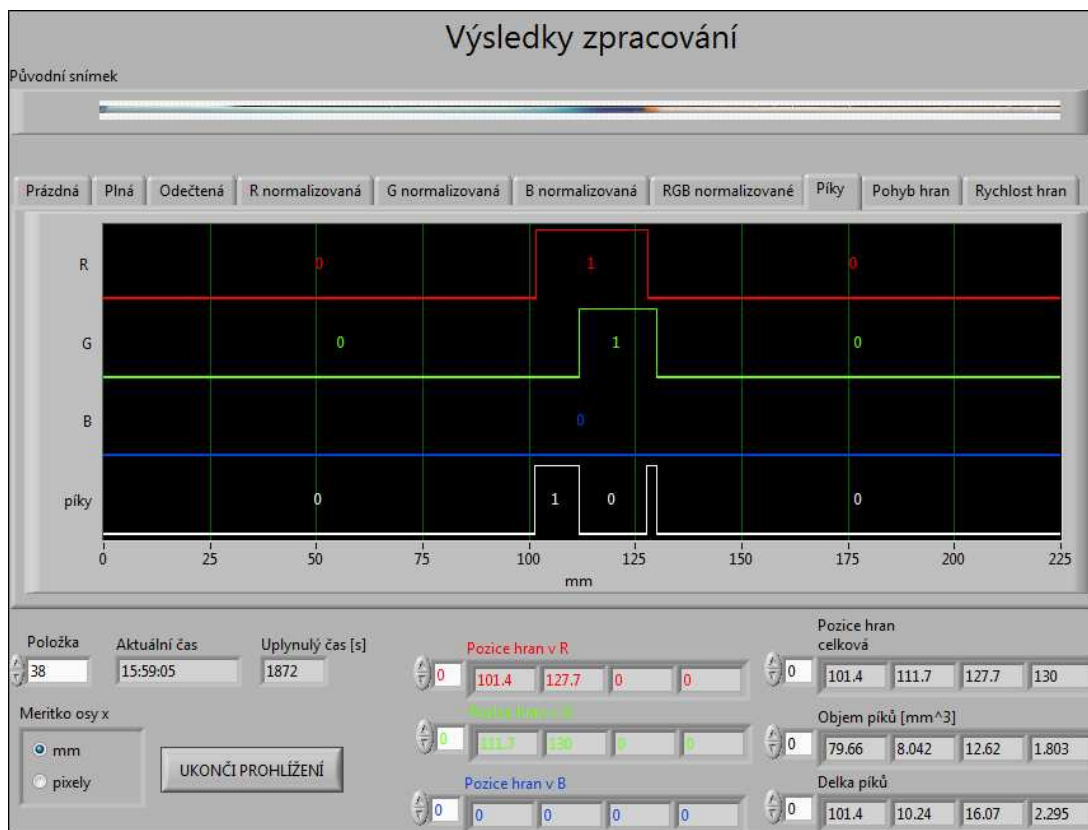 Výsledky zpracování
Původní snímek
Prázdná Plná Odečtená R normalizovaná G normalizovaná B normalizovaná RGB normalizované Píky Pohyb hran Rychlost hran
R 0 1 0
G 0 1 0
B 0
píky 0 1 0 0
0 25 50 75 100 125 150 175 200 225
mm
Položka Aktuální čas Uplynulý čas [s]
38 15:59:05 1872
Meritko osy x
mm
pixely
UKONČI PROHLÍŽENÍ
Pozice hran v R
0 101.4 127.7 0 0
Pozice hran v G
0 111.7 130 0 0
Pozice hran v B
0 0 0 0 0
Pozice hran
celková
0 101.4 111.7 127.7 130
Objem píků [mm^3]
0 79.66 8.042 12.62 1.803
Delka píků
0 101.4 10.24 16.07 2.295